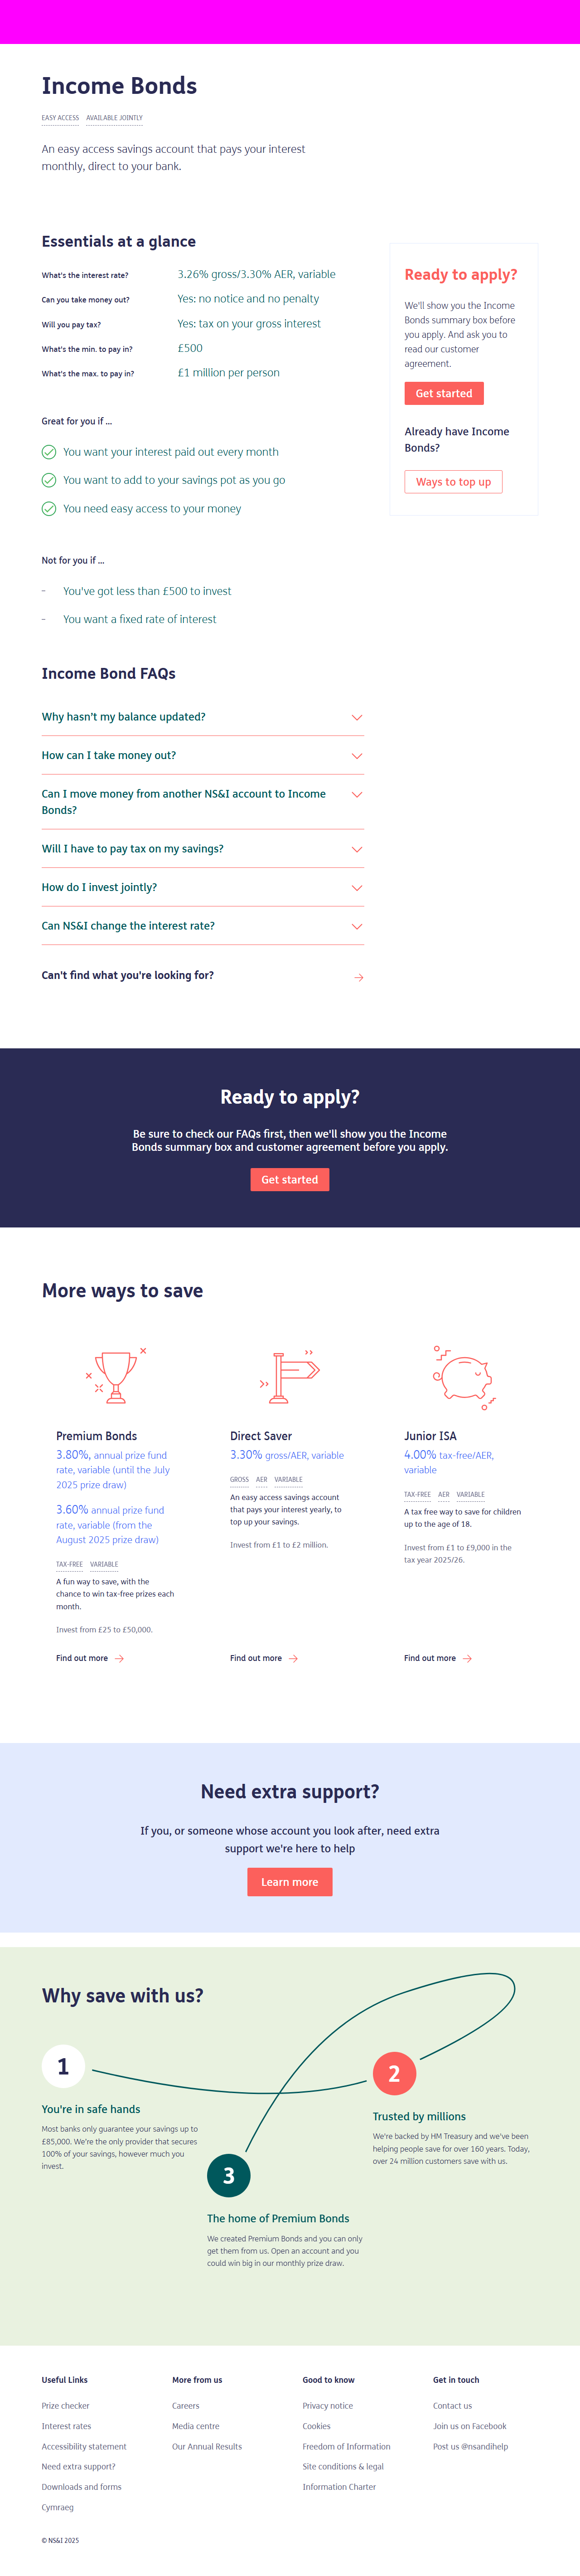 Income Bonds
EASY ACCESS AVAILABLE JOINTLY
An easy access savings account that pays your interest
monthly, direct to your bank.
Essentials at a glance
What's the interest rate? 3.26% gross/3.30% AER, variable
Can you take money out? Yes: no notice and no penalty
Will you pay tax? Yes: tax on your gross interest
What's the min. to pay in? £500
What's the max. to pay in? £1 million per person
Great for you if ...
You want your interest paid out every month
You want to add to your savings pot as you go
You need easy access to your money
Not for you if ...
- You've got less than £500 to invest
- You want a fixed rate of interest
Ready to apply?
We'll show you the Income
Bonds summary box before
you apply. And ask you to
read our customer
agreement.
Get started
Already have Income
Bonds?
Ways to top up
Income Bond FAQs
Why hasn't my balance updated?
How can I take money out?
Can I move money from another NS&I account to Income
Bonds?
Will I have to pay tax on my savings?
How do I invest jointly?
Can NS&I change the interest rate?
Can't find what you're looking for?
Ready to apply?
Be sure to check our FAQs first, then we'll show you the Income
Bonds summary box and customer agreement before you apply.
Get started
More ways to save
Premium Bonds
3.80%, annual prize fund
rate, variable (until the July
2025 prize draw)
3.60% annual prize fund
rate, variable (from the
August 2025 prize draw)
TAX-FREE VARIABLE
A fun way to save, with the
chance to win tax-free prizes each
month.
Invest from £25 to £50,000.
Find out more
Direct Saver
3.30% gross/AER, variable
GROSS AER VARIABLE
An easy access savings account
that pays your interest yearly, to
top up your savings.
Invest from £1 to £2 million.
Find out more
Junior ISA
4.00% tax-free/AER,
variable
TAX-FREE AER VARIABLE
A tax free way to save for children
up to the age of 18.
Invest from £1 to £9,000 in the
tax year 2025/26.
Find out more
Need extra support?
If you, or someone whose account you look after, need extra
support we're here to help
Learn more
Why save with us?
1
You're in safe hands
Most banks only guarantee your savings up to
£85,000. We're the only provider that secures
100% of your savings, however much you
invest.
2
Trusted by millions
We're backed by HM Treasury and we've been
helping people save for over 160 years. Today,
over 24 million customers save with us.
3
The home of Premium Bonds
We created Premium Bonds and you can only
get them from us. Open an account and you
could win big in our monthly prize draw.
Useful Links
Prize checker
Interest rates
Accessibility statement
Need extra support?
Downloads and forms
Cymraeg
More from us
Careers
Media centre
Our Annual Results
Good to know
Privacy notice
Cookies
Freedom of Information
Site conditions & legal
Information Charter
Get in touch
Contact us
Join us on Facebook
Post us @nsandihelp
© NS&I 2025